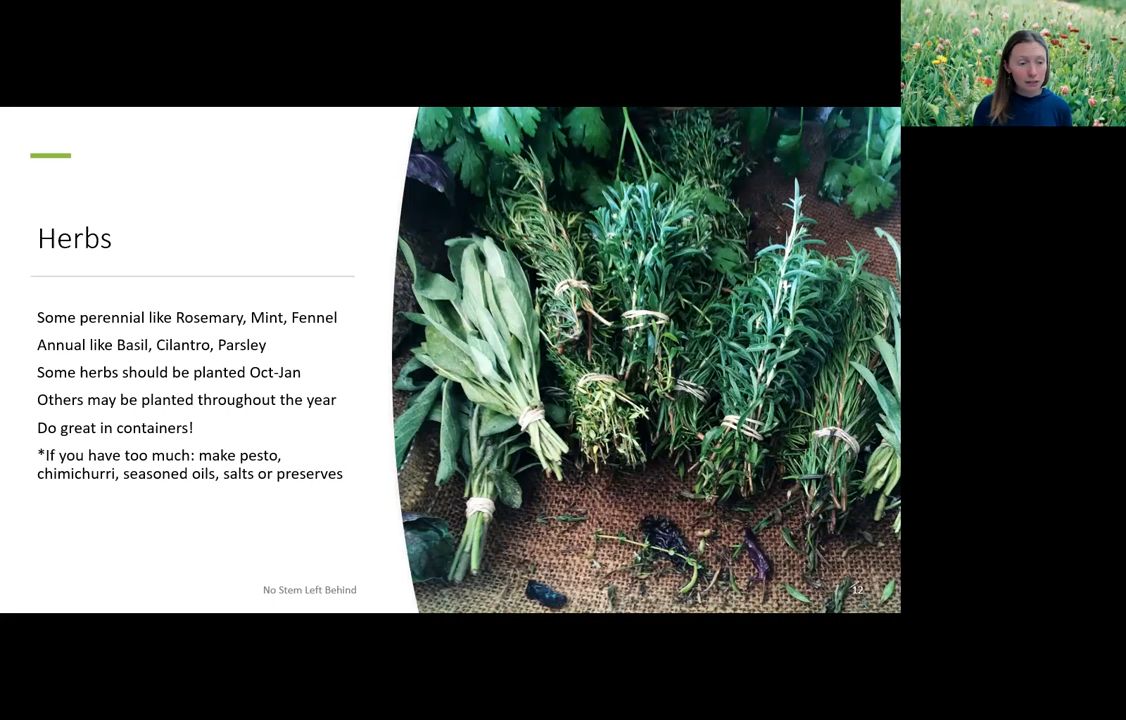 Herbs
Some perennial like Rosemary, Mint, Fennel
Annual like Basil, Cilantro, Parsley
Some herbs should be planted Oct-Jan
Others may be planted throughout the year
Do great in containers!
*If you have too much: make pesto,
chimichurri, seasoned oils, salts or preserves
No Stem Left Behind
12